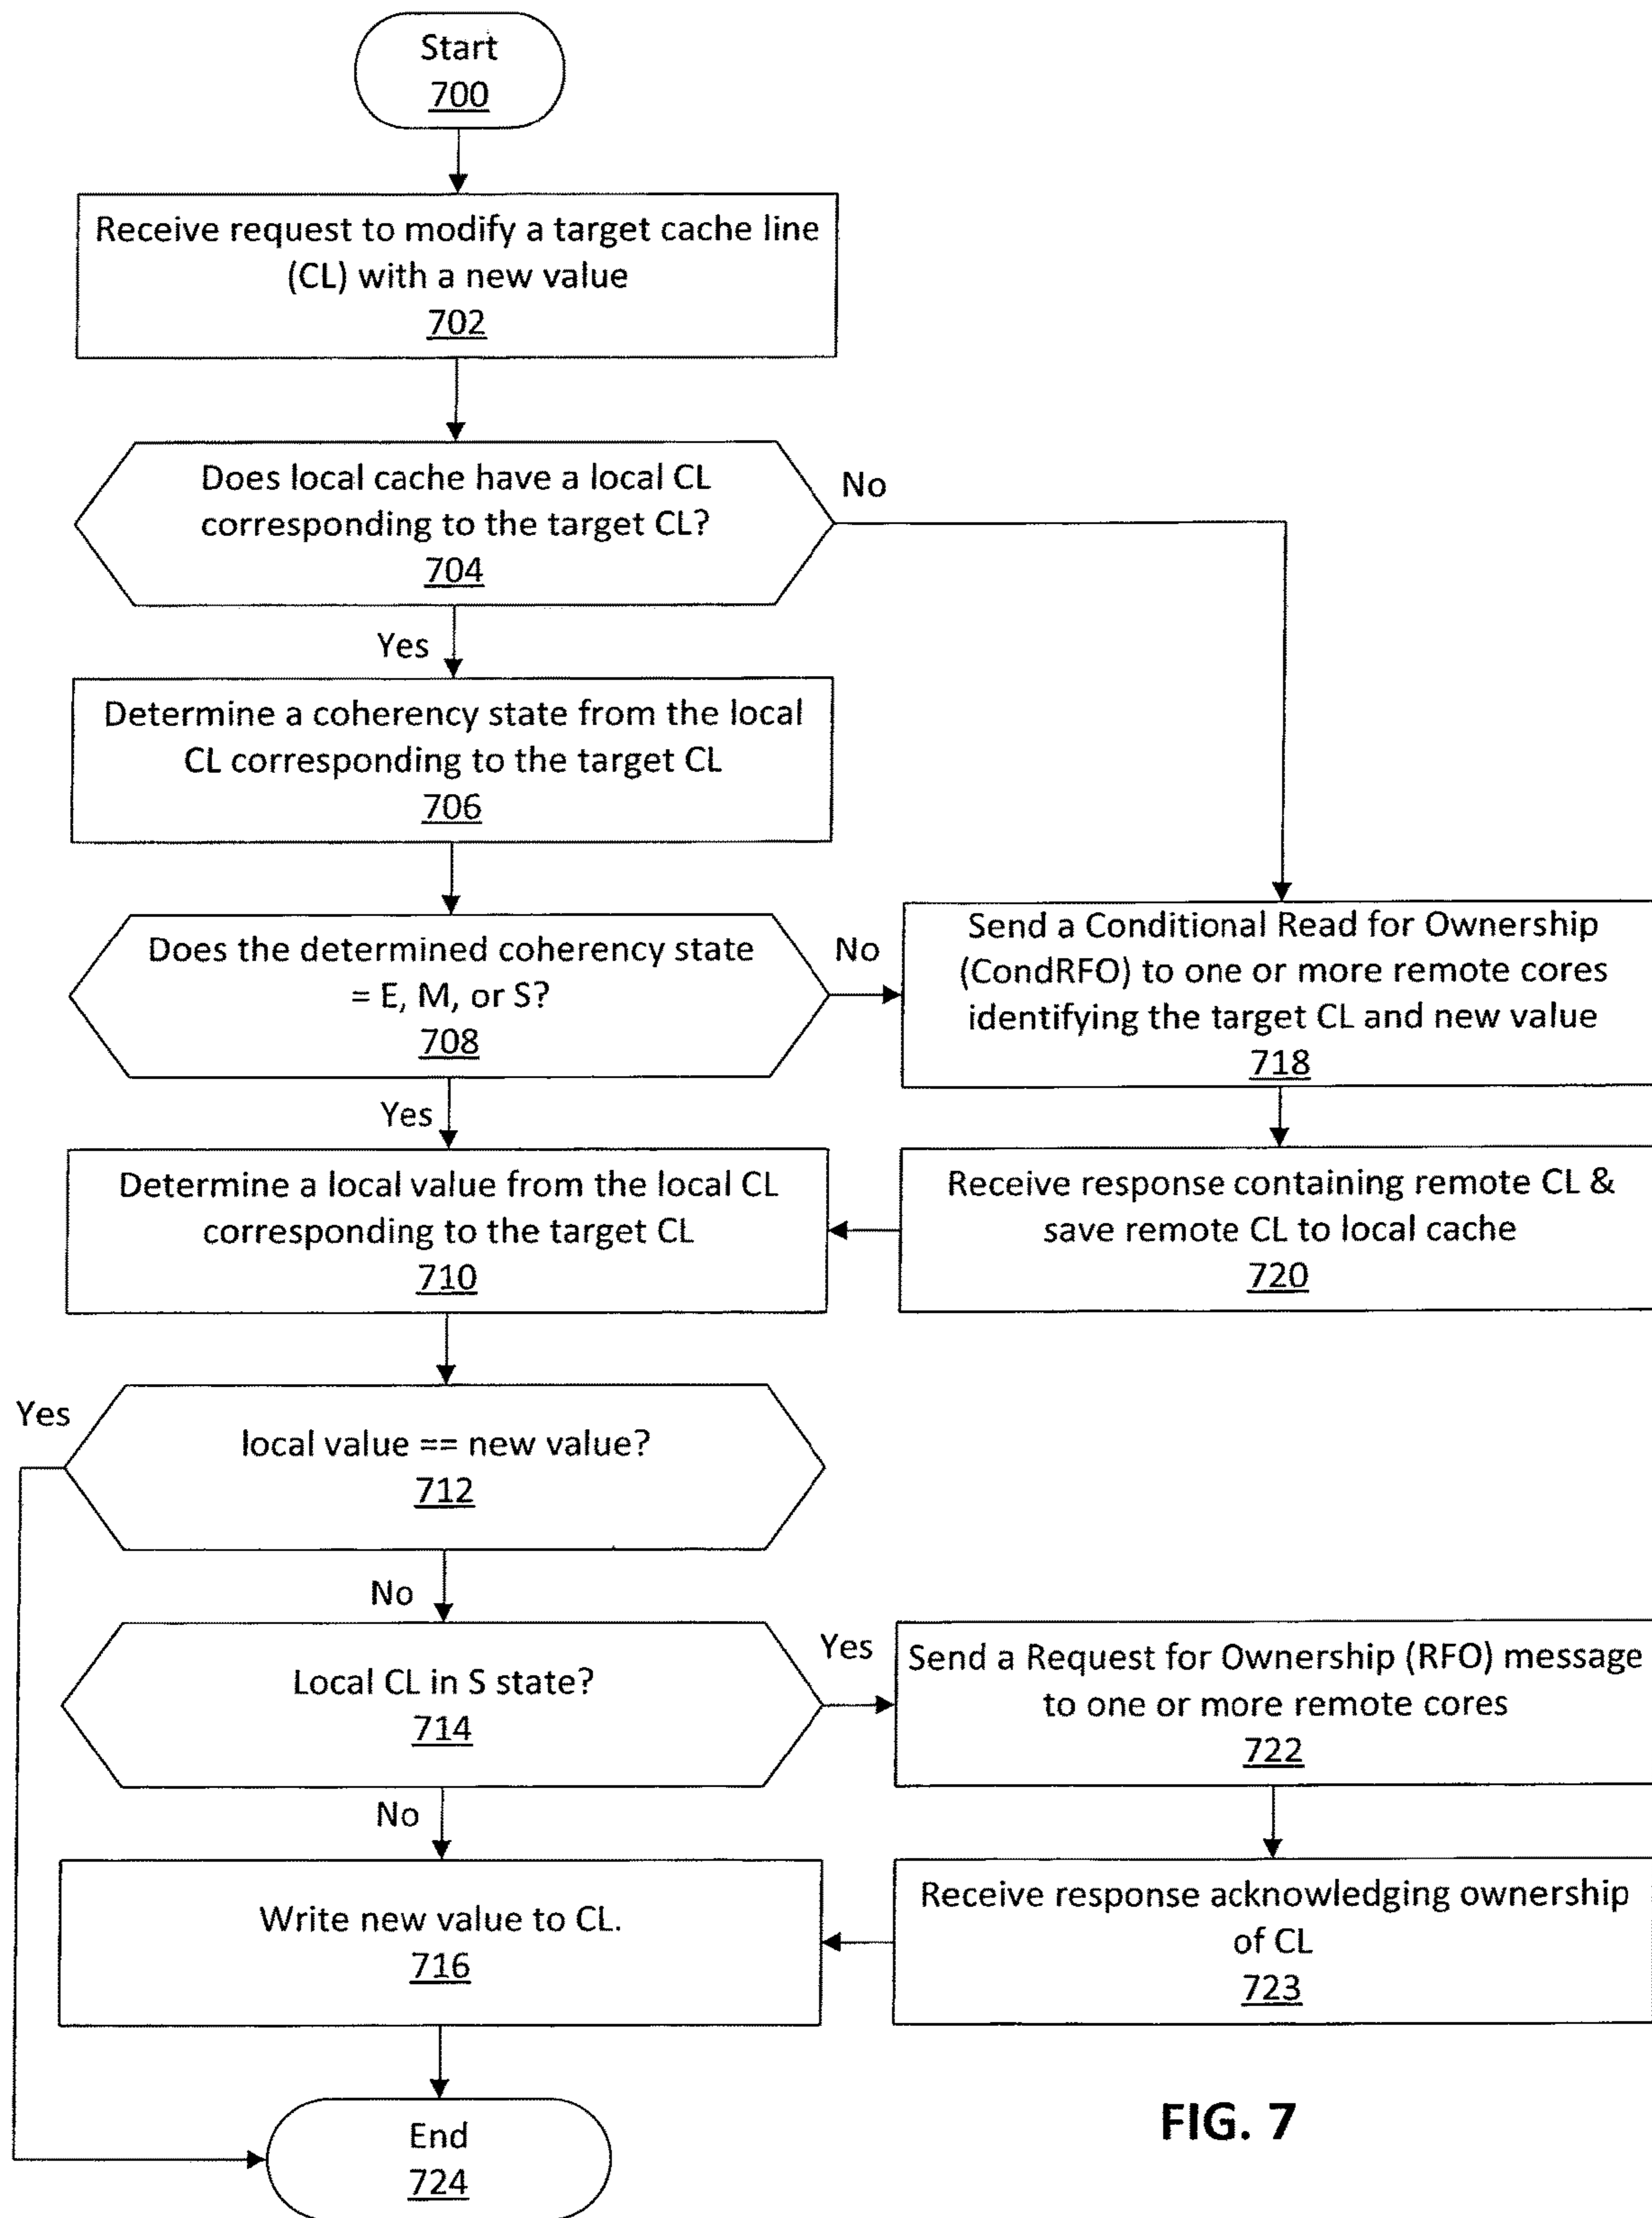 Start
700
Receive request to modify a target cache line
(CL) with a new value
702
Does local cache have a local CL
corresponding to the target CL?
704
No
Yes
Determine a coherency state from the local
CL corresponding to the target CL
706
Does the determined coherency state
= E, M, or S?
708
No
Send a Conditional Read for Ownership
(CondRFO) to one or more remote cores
identifying the target CL and new value
718
Yes
Determine a local value from the local CL
corresponding to the target CL
710
Receive response containing remote CL &
save remote CL to local cache
720
Yes
local value == new value?
712
No
Local CL in S state?
714
Yes
Send a Request for Ownership (RFO) message
to one or more remote cores
722
No
Write new value to CL.
716
Receive response acknowledging ownership
of CL
723
End
724
FIG. 7